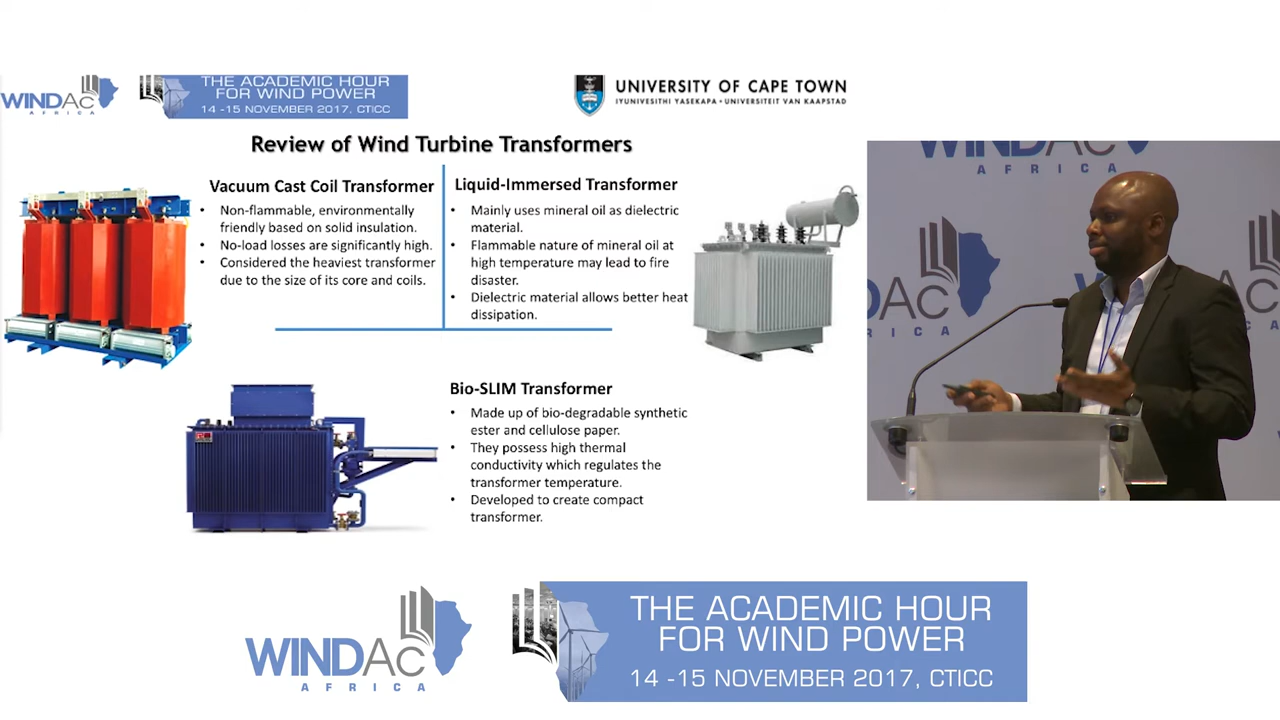 WINDAC
AFRICA
THE ACADEMIC HOUR
FOR WIND POWER
14 -15 NOVEMBER 2017, CTICC
UNIVERSITY OF CAPE TOWN
IYUNIVESITHI YASEKAPA • UNIVERSITEIT VAN KAAPSTAD
Review of Wind Turbine Transformers
Vacuum Cast Coil Transformer
• Non-flammable, environmentally
friendly based on solid insulation.
• No-load losses are significantly high.
• Considered the heaviest transformer
due to the size of its core and coils.
Liquid-Immersed Transformer
• Mainly uses mineral oil as dielectric
material.
• Flammable nature of mineral oil at
high temperature may lead to fire
disaster.
• Dielectric material allows better heat
dissipation.
Bio-SLIM Transformer
• Made up of bio-degradable synthetic
ester and cellulose paper.
• They possess high thermal
conductivity which regulates the
transformer temperature.
• Developed to create compact
transformer.
WINDAC
AFRICA
AFRICA
WINDAC
AFRICA
THE ACADEMIC HOUR
FOR WIND POWER
14 -15 NOVEMBER 2017, CTICC